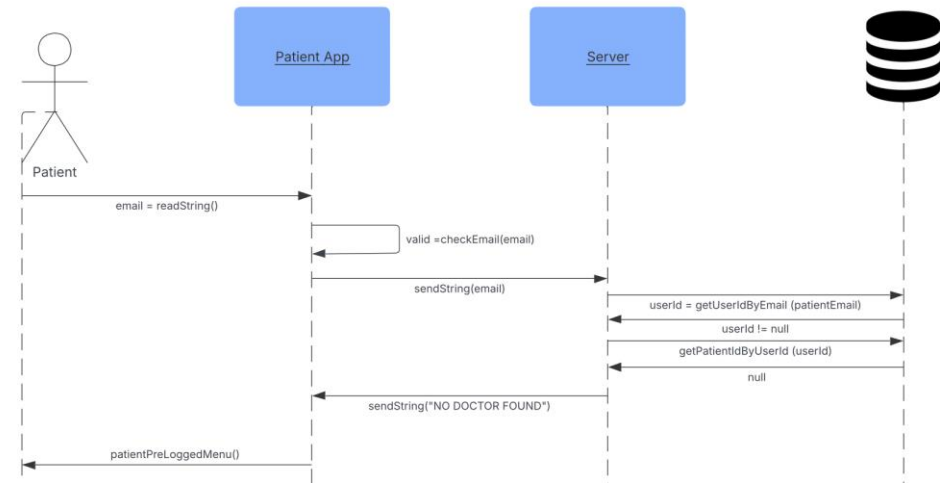 Patient App
Server
Patient
email = readString()
valid =checkEmail(email)
sendString(email)
userId = getUserIdByEmail (patientEmail)
userId != null
getPatientIdByUserId (userId)
null
sendString("NO DOCTOR FOUND")
patientPreLoggedMenu()